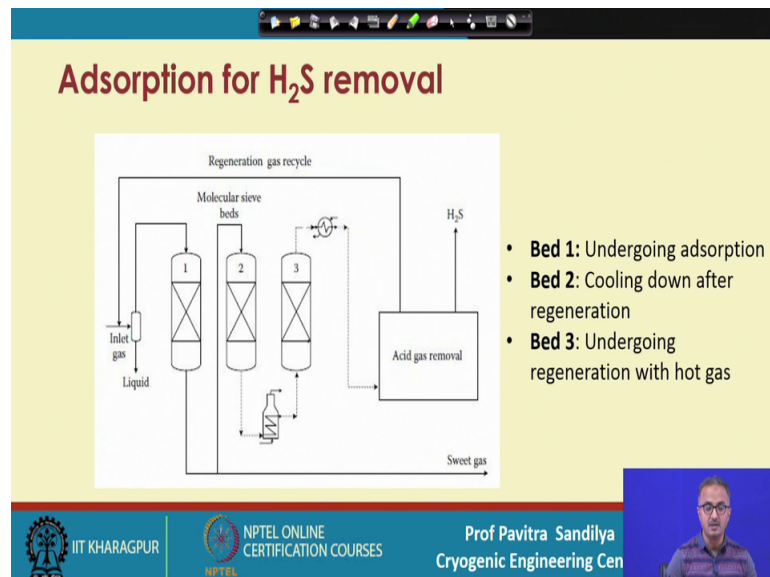 Adsorption for H₂S removal
Regeneration gas recycle
Molecular sieve
beds
H₂S
1
2
3
Inlet
gas
Liquid
Acid gas removal
Sweet gas
• Bed 1: Undergoing adsorption
• Bed 2: Cooling down after
regeneration
• Bed 3: Undergoing
regeneration with hot gas
IIT KHARAGPUR
NPTEL
NPTEL ONLINE
CERTIFICATION COURSES
Prof Pavitra Sandilya
Cryogenic Engineering Cen